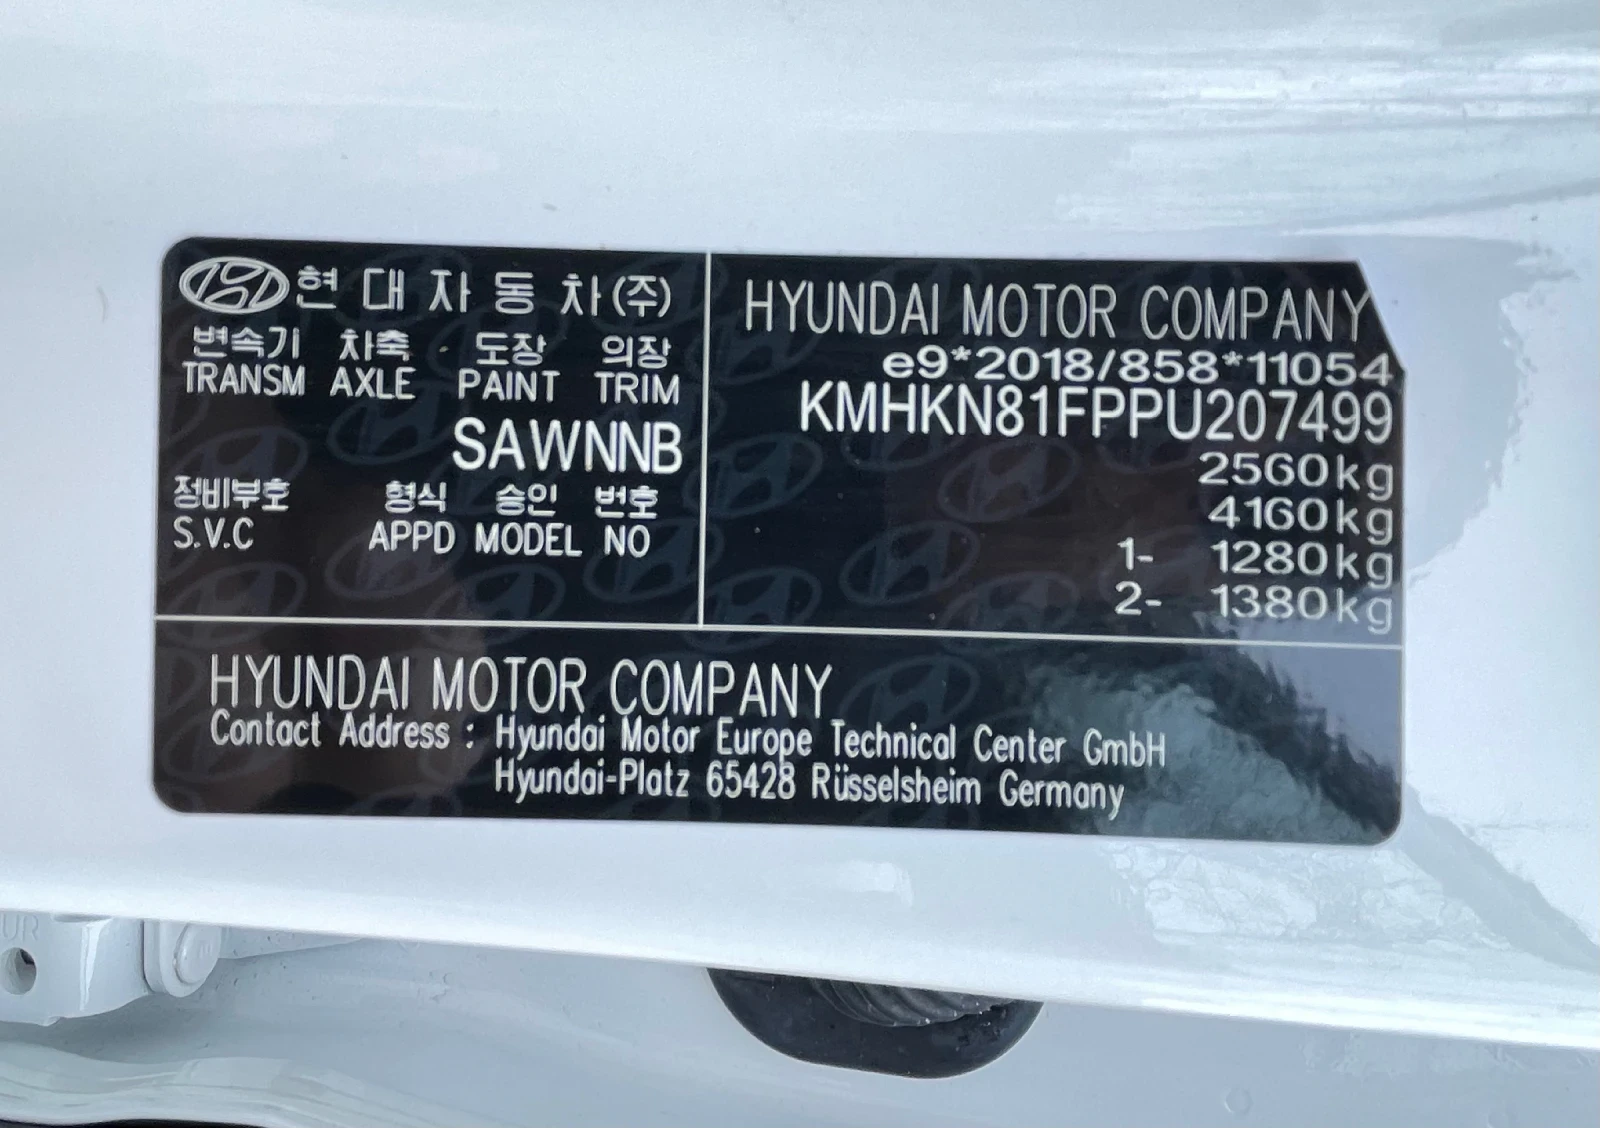 현대자동차(주)
변속기 차축 도장 의장
TRANSM AXLE PAINT TRIM
SAWNNB
정비부호 형식 승인 번호
S.V.C APPD MODEL NO
HYUNDAI MOTOR COMPANY
e9*2018/858*11054
KMHKN81FPPU207499
2560kg
4160kg
1- 1280kg
2- 1380kg
HYUNDAI MOTOR COMPANY
Contact Address : Hyundai Motor Europe Technical Center GmbH
Hyundai-Platz 65428 Rüsselsheim Germany
UR